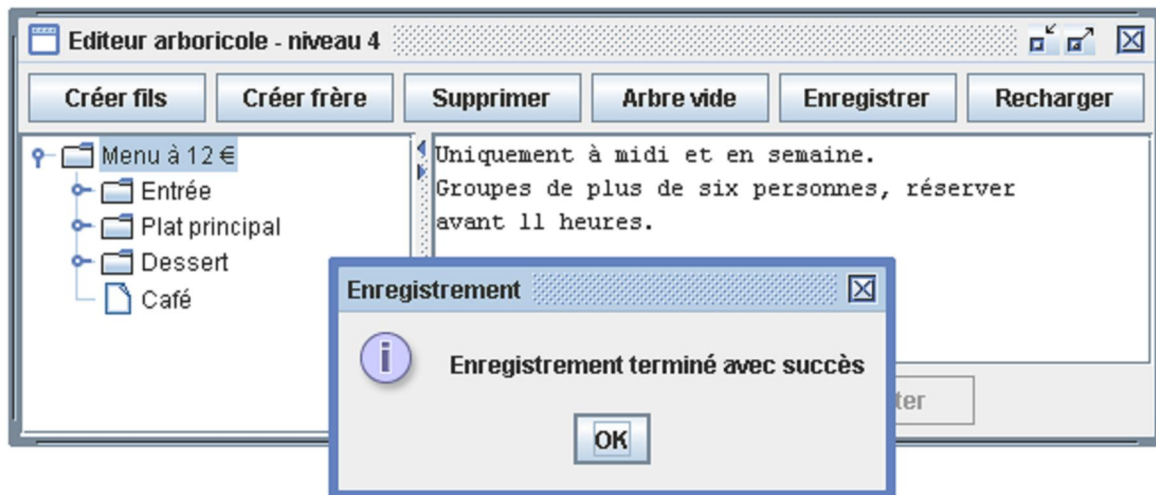 Editeur arboricole - niveau 4
Créer fils Créer frère Supprimer Arbre vide Enregistrer Recharger
Menu à 12 €
Entrée
Plat principal
Dessert
Café
Uniquement à midi et en semaine.
Groupes de plus de six personnes, réserver
avant 11 heures.
Enregistrement
Enregistrement terminé avec succès
OK